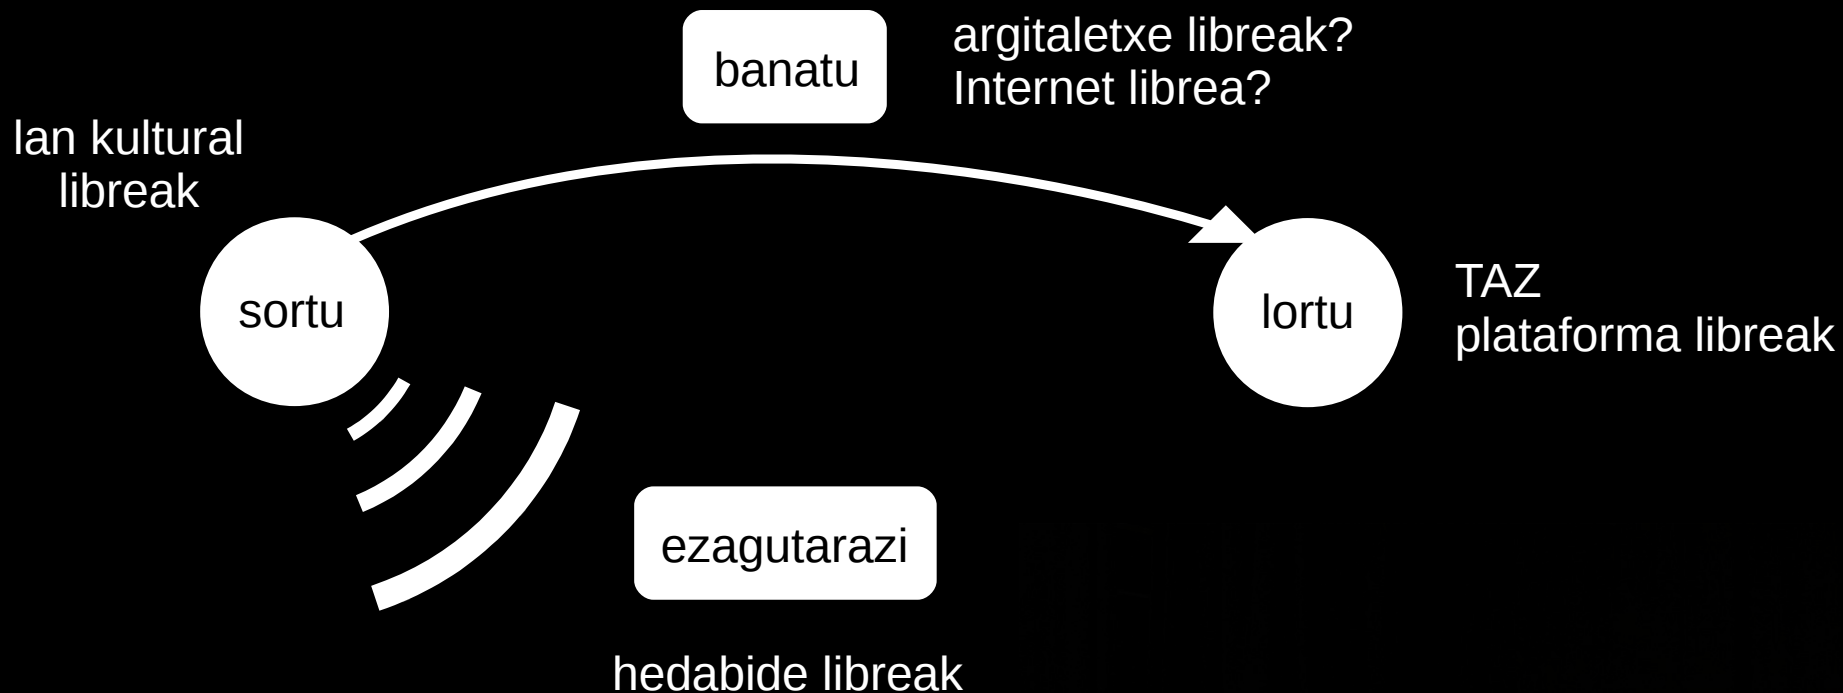 banatu
argitaletxe libreak?
Internet librea?
lan kultural
libreak
sortu
lortu
TAZ
plataforma libreak
ezagutarazi
hedabide libreak